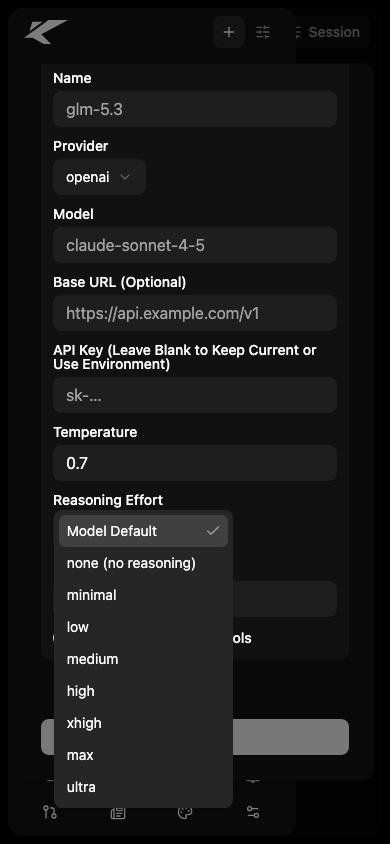 Session
Name
glm-5.3
Provider
openai
Model
claude-sonnet-4-5
Base URL (Optional)
https://api.example.com/v1
API Key (Leave Blank to Keep Current or
Use Environment)
sk-...
Temperature
0.7
Reasoning Effort
Model Default
none (no reasoning)
minimal
low
medium
high
xhigh
max
ultra